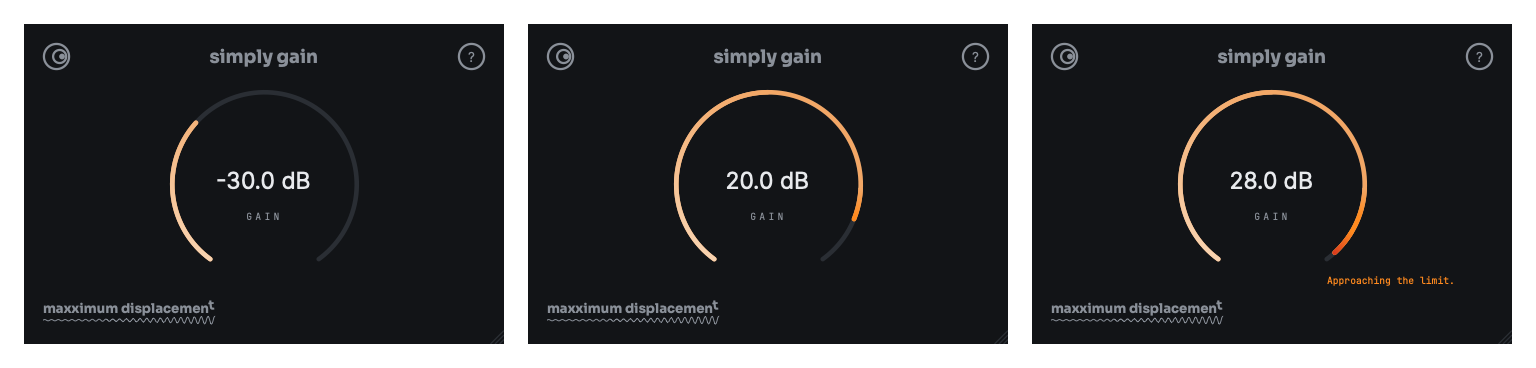 simply gain
?
-30.0 dB
GAIN
maxximum displacement
simply gain
?
20.0 dB
GAIN
maxximum displacement
simply gain
?
28.0 dB
GAIN
Approaching the limit.
maxximum displacement